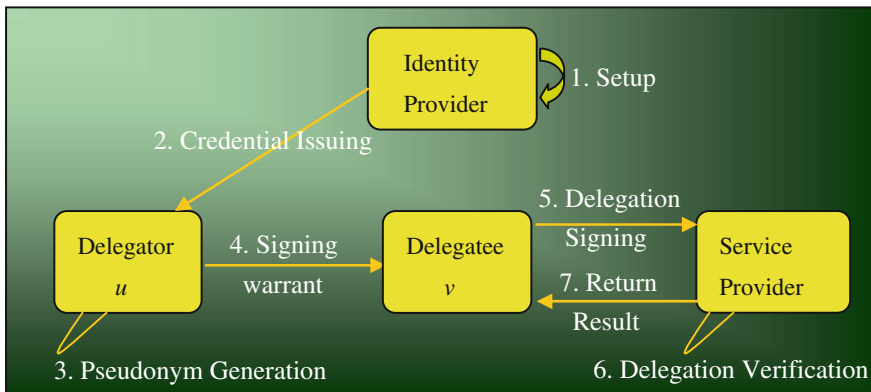 Identity
Provider
1. Setup
2. Credential Issuing
Delegator
u
4. Signing
warrant
Delegatee
v
5. Delegation
Signing
7. Return
Result
Service
Provider
3. Pseudonym Generation
6. Delegation Verification